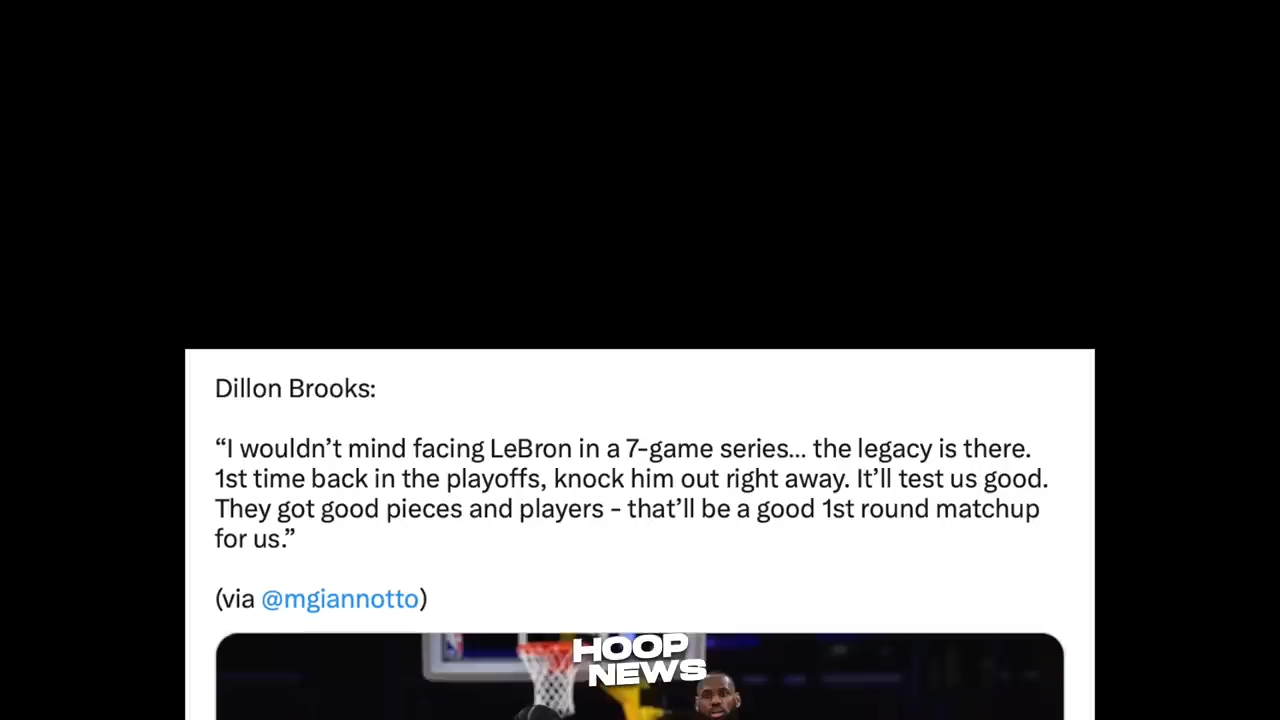 Dillon Brooks:
“I wouldn’t mind facing LeBron in a 7-game series... the legacy is there.
1st time back in the playoffs, knock him out right away. It’ll test us good.
They got good pieces and players - that’ll be a good 1st round matchup
for us.”
(via @mgiannotto)
HOOP
NEWS